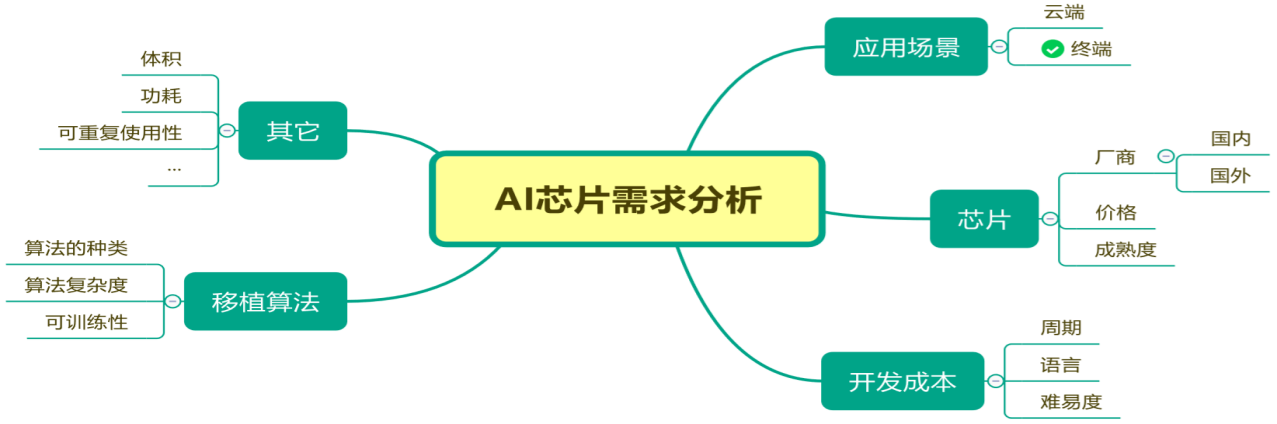 AI芯片需求分析
应用场景
云端
终端
芯片
厂商
国内
国外
价格
成熟度
开发成本
周期
语言
难易度
其它
体积
功耗
可重复使用性
...
移植算法
算法的种类
算法复杂度
可训练性